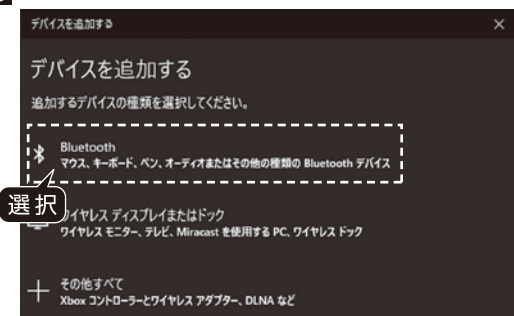 デバイスを追加する
デバイスを追加する
追加するデバイスの種類を選択してください。
Bluetooth
マウス、キーボード、ペン、オーディオまたはその他の種類の Bluetooth デバイス
選択
ワイヤレス ディスプレイまたはドック
ワイヤレス モニター、テレビ、Miracast を使用する PC、ワイヤレス ドック
その他すべて
Xbox コントローラーとワイヤレス アダプター、DLNA など